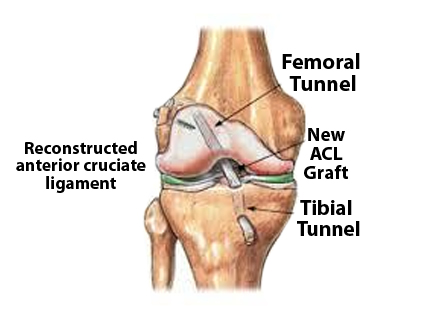 Femoral
Tunnel
Reconstructed
anterior cruciate
ligament
New
ACL
Graft
Tibial
Tunnel